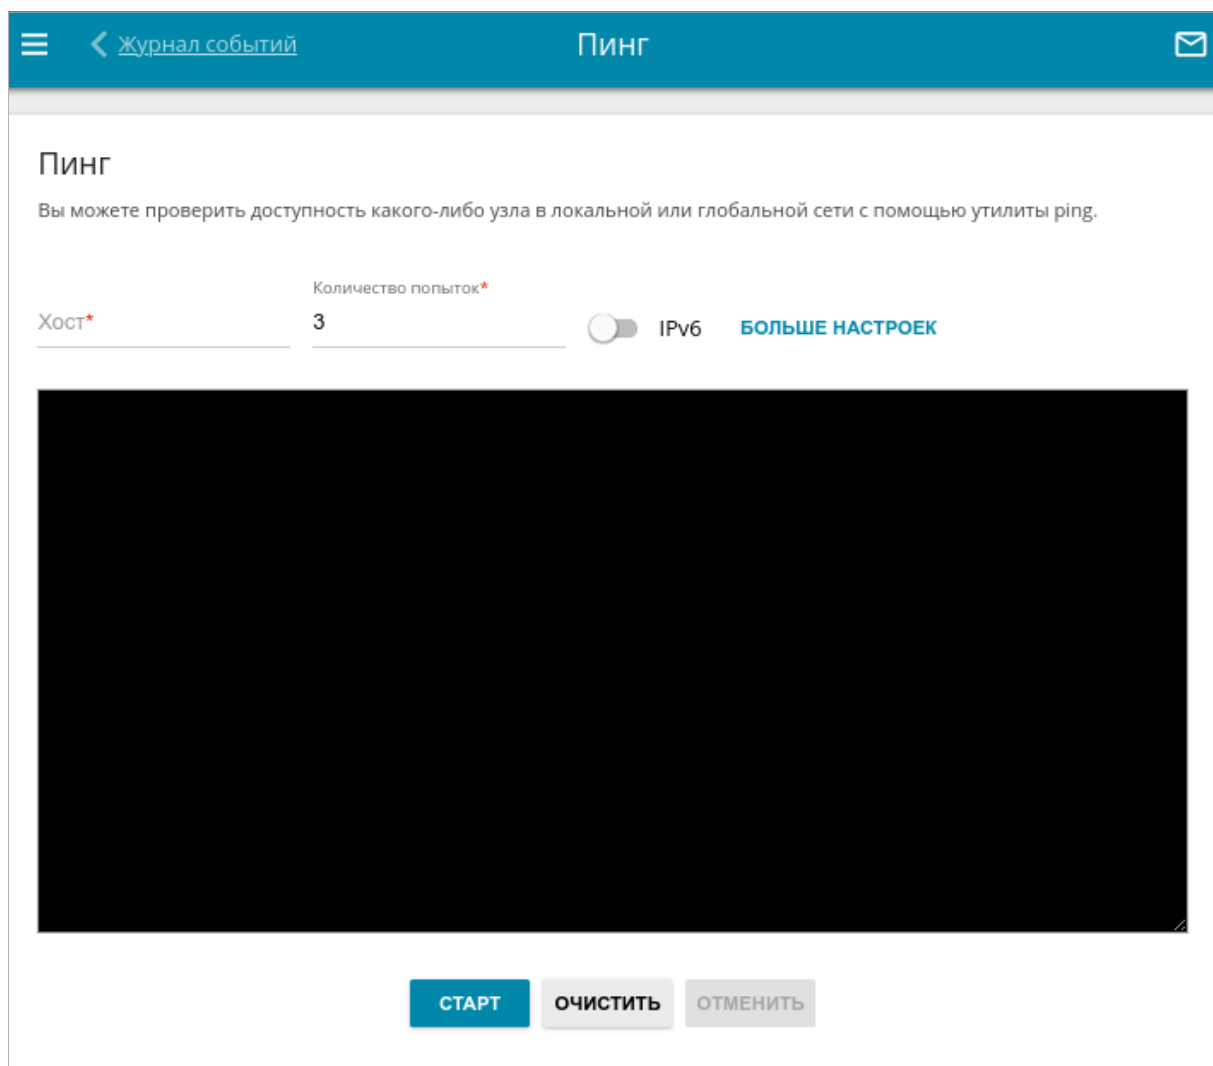 Журнал событий
Пинг
Пинг
Вы можете проверить доступность какого-либо узла в локальной или глобальной сети с помощью утилиты ping.
Количество попыток*
Хост*
3
IPv6
БОЛЬШЕ НАСТРОЕК
СТАРТ
ОЧИСТИТЬ
ОТМЕНИТЬ